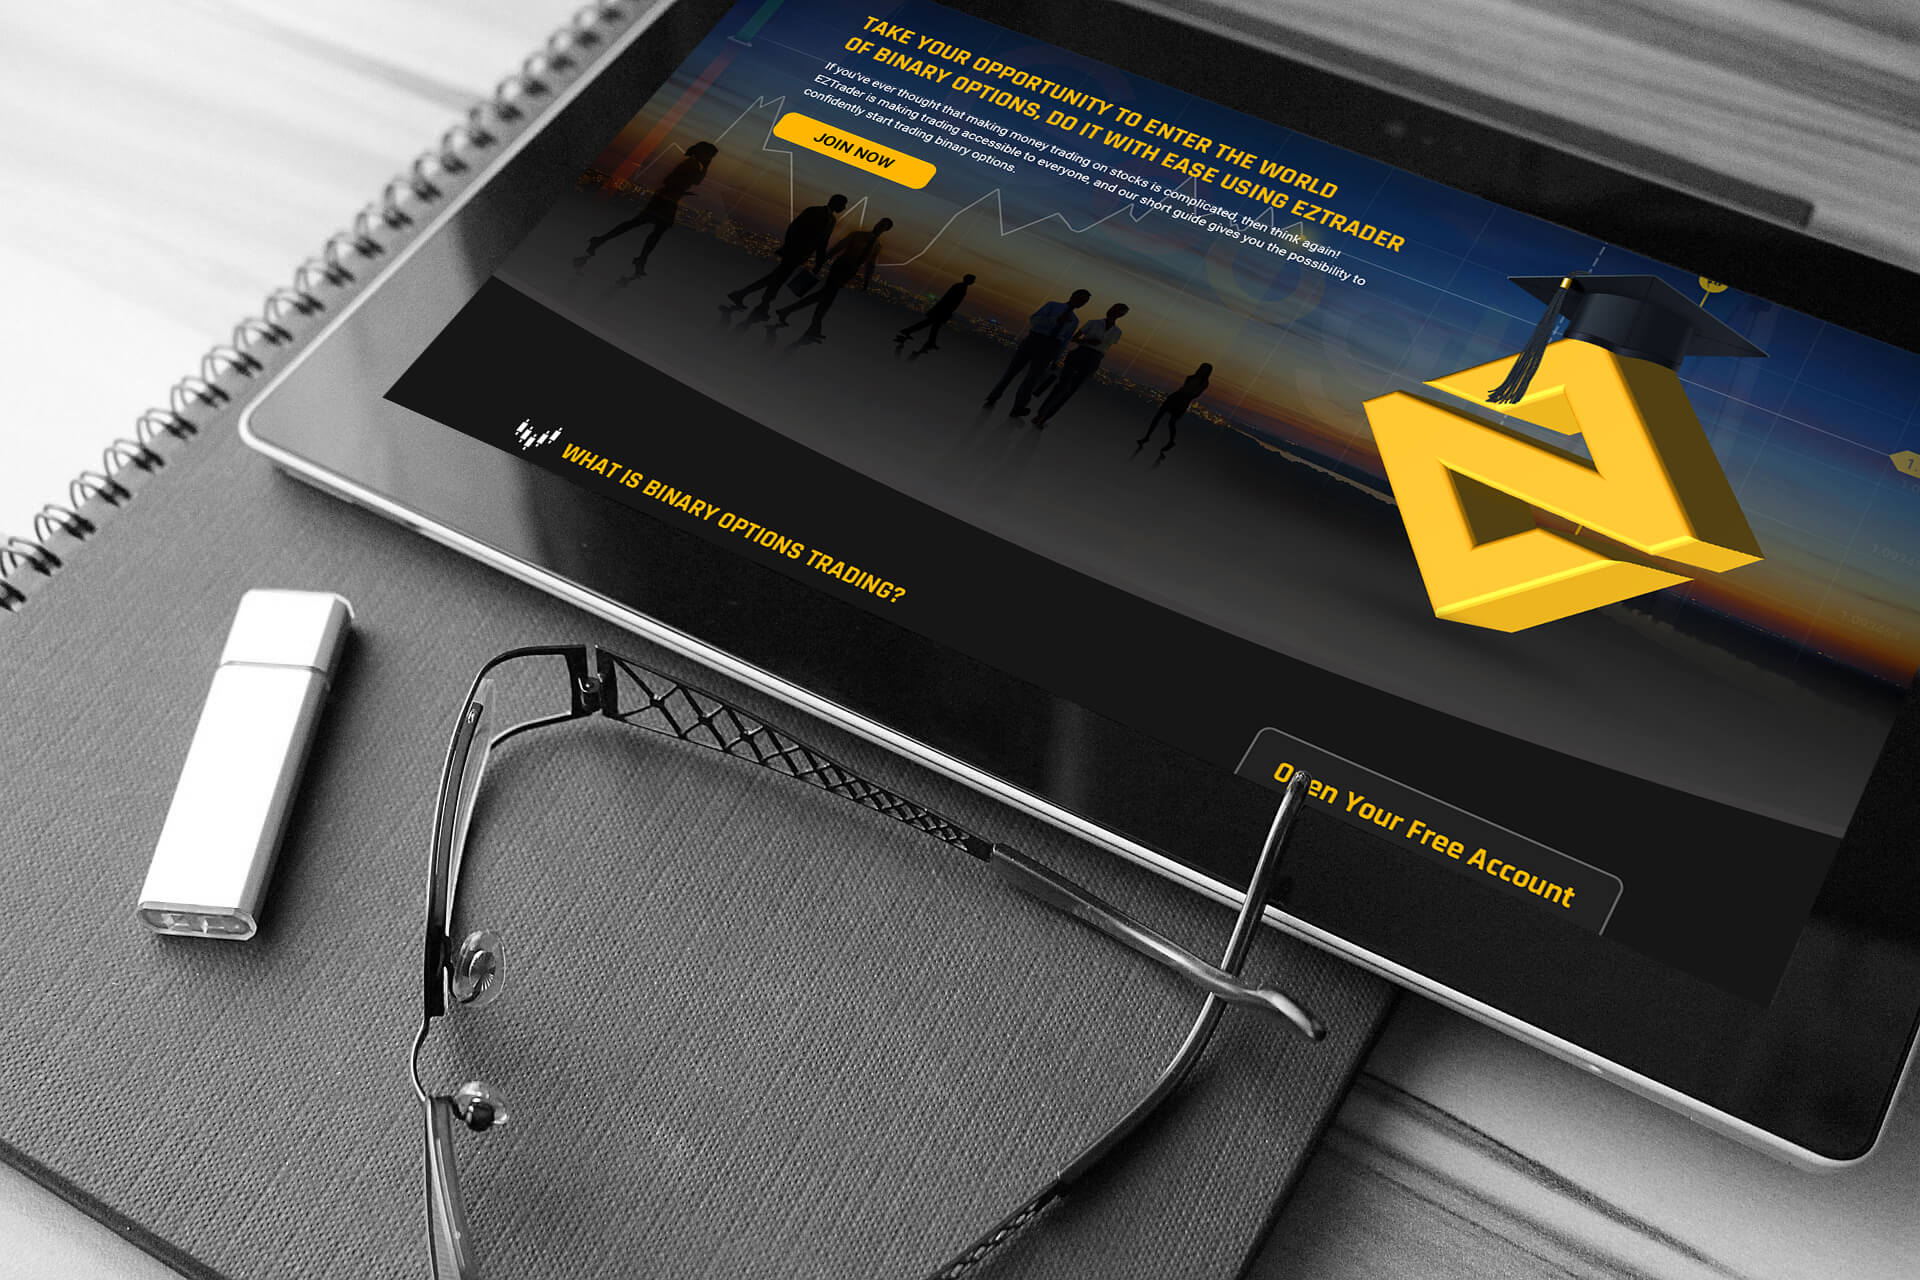 TAKE YOUR OPPORTUNITY TO ENTER THE WORLD
OF BINARY OPTIONS, DO IT WITH EASE USING EZTRADER
If you've ever thought that making money trading on stocks is complicated, then think again!
EZTrader is making trading accessible to everyone, and our short guide gives you the possibility to
confidently start trading binary options.
JOIN NOW
WHAT IS BINARY OPTIONS TRADING?
Open Your Free Account